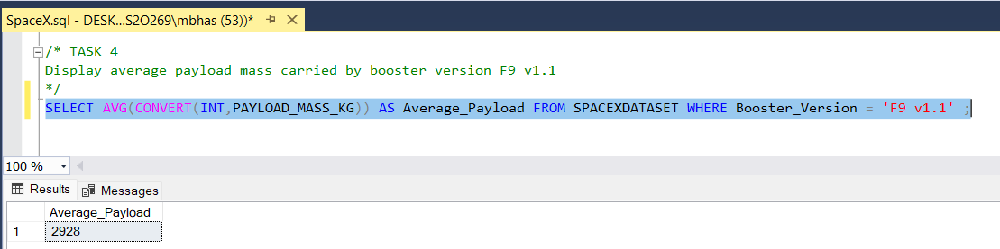 SpaceX.sql - DESK...S2O269\mbhas (53))*
/* TASK 4
Display average payload mass carried by booster version F9 v1.1
*/
SELECT AVG(CONVERT(INT,PAYLOAD_MASS_KG)) AS Average_Payload FROM SPACEXDATASET WHERE Booster_Version = 'F9 v1.1' ;
100 %
Results Messages
Average_Payload
1 2928